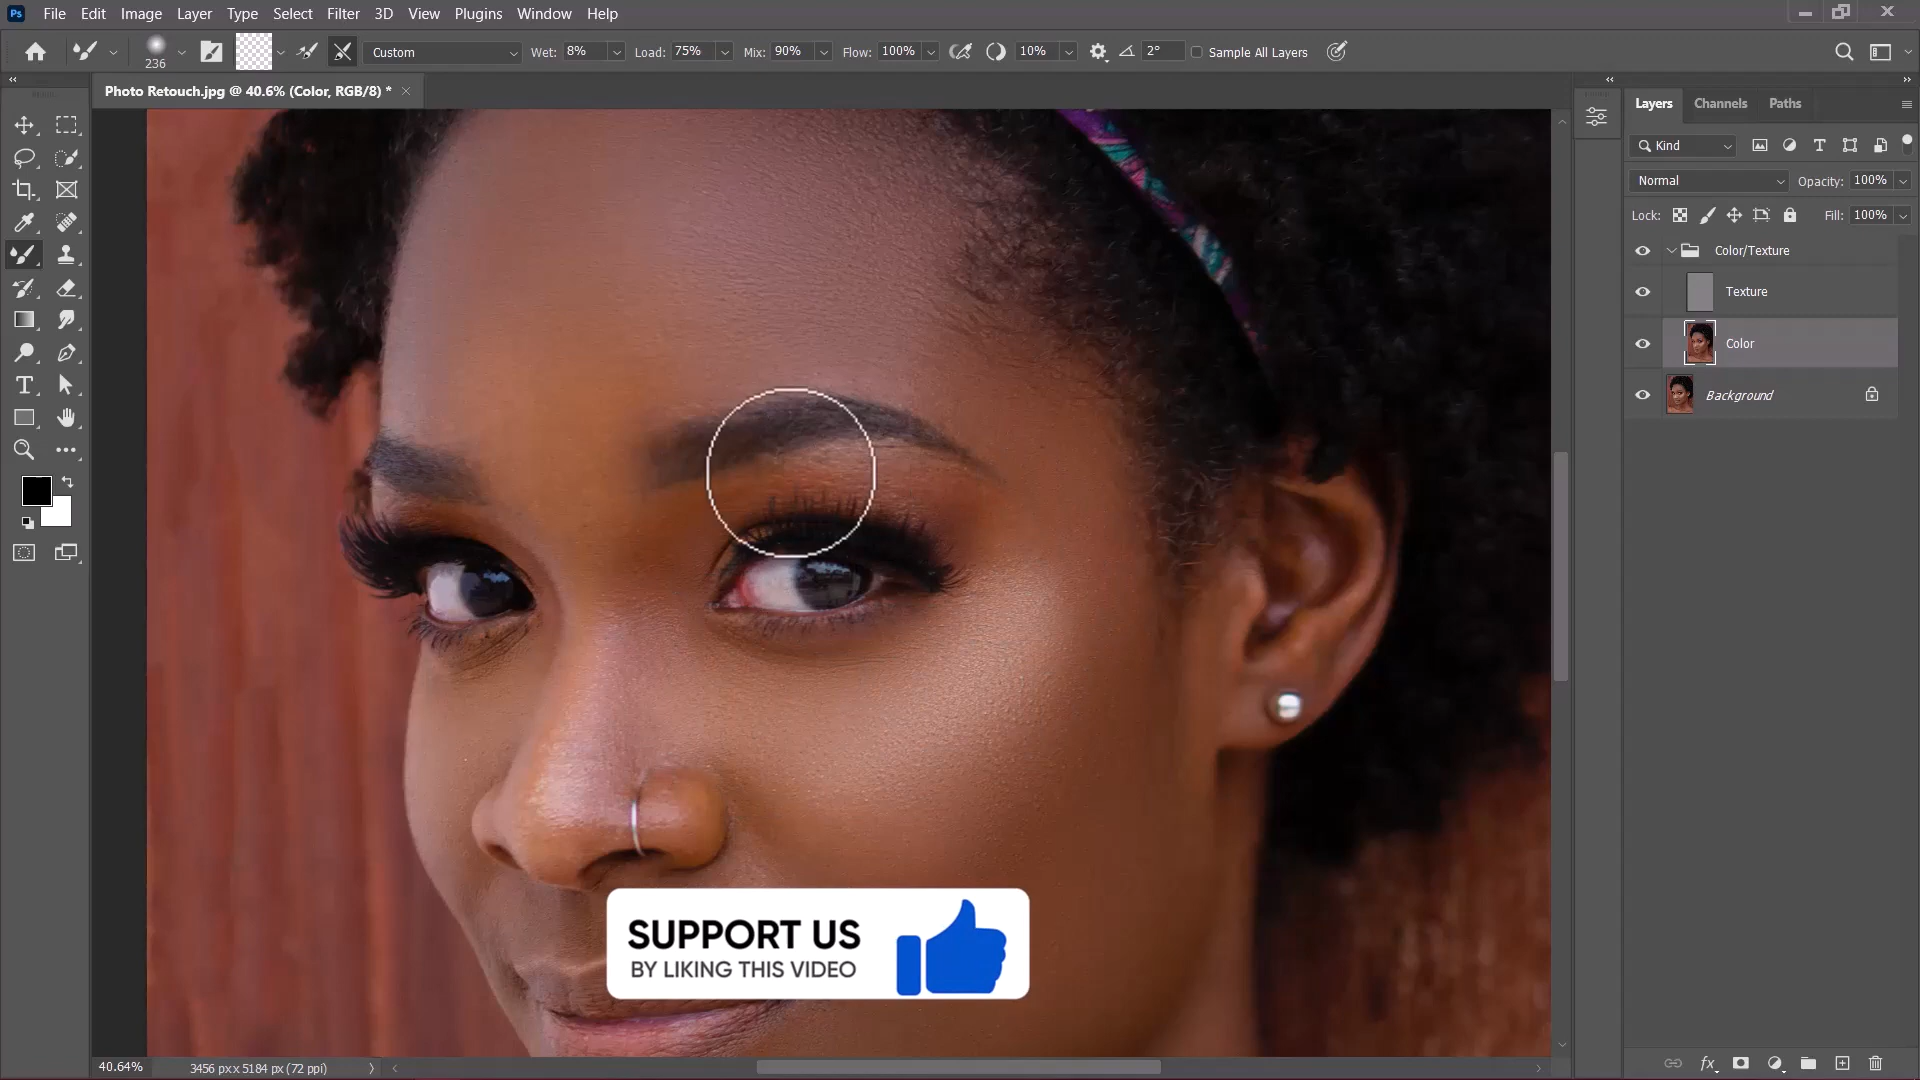 Ps File Edit Image Layer Type Select Filter 3D View Plugins Window Help
236 Custom Wet: 8% Load: 75% Mix: 90% Flow: 100% 10% 2° Sample All Layers
Photo Retouch.jpg @ 40.6% (Color, RGB/8) *
Layers Channels Paths
Kind
Normal Opacity: 100%
Lock: Fill: 100%
Color/Texture
Texture
Color
Background
SUPPORT US
BY LIKING THIS VIDEO
40.64% 3456 px x 5184 px (72 ppi)